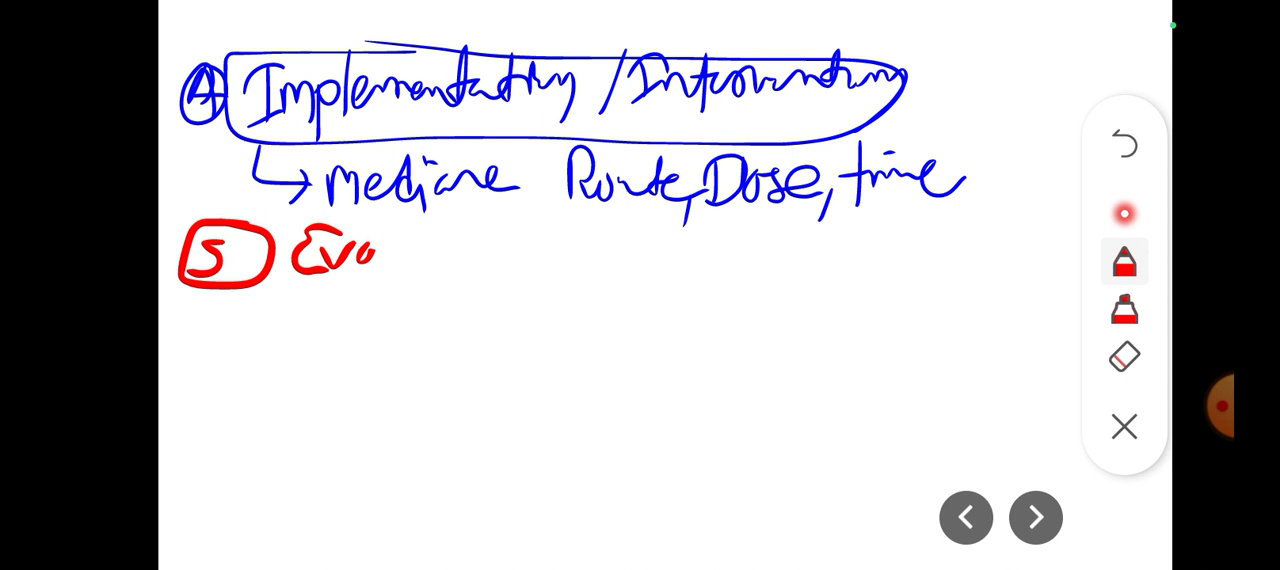 ④ Implementation / Intervention
↳ medicine Route, Dose, time
5 Eva